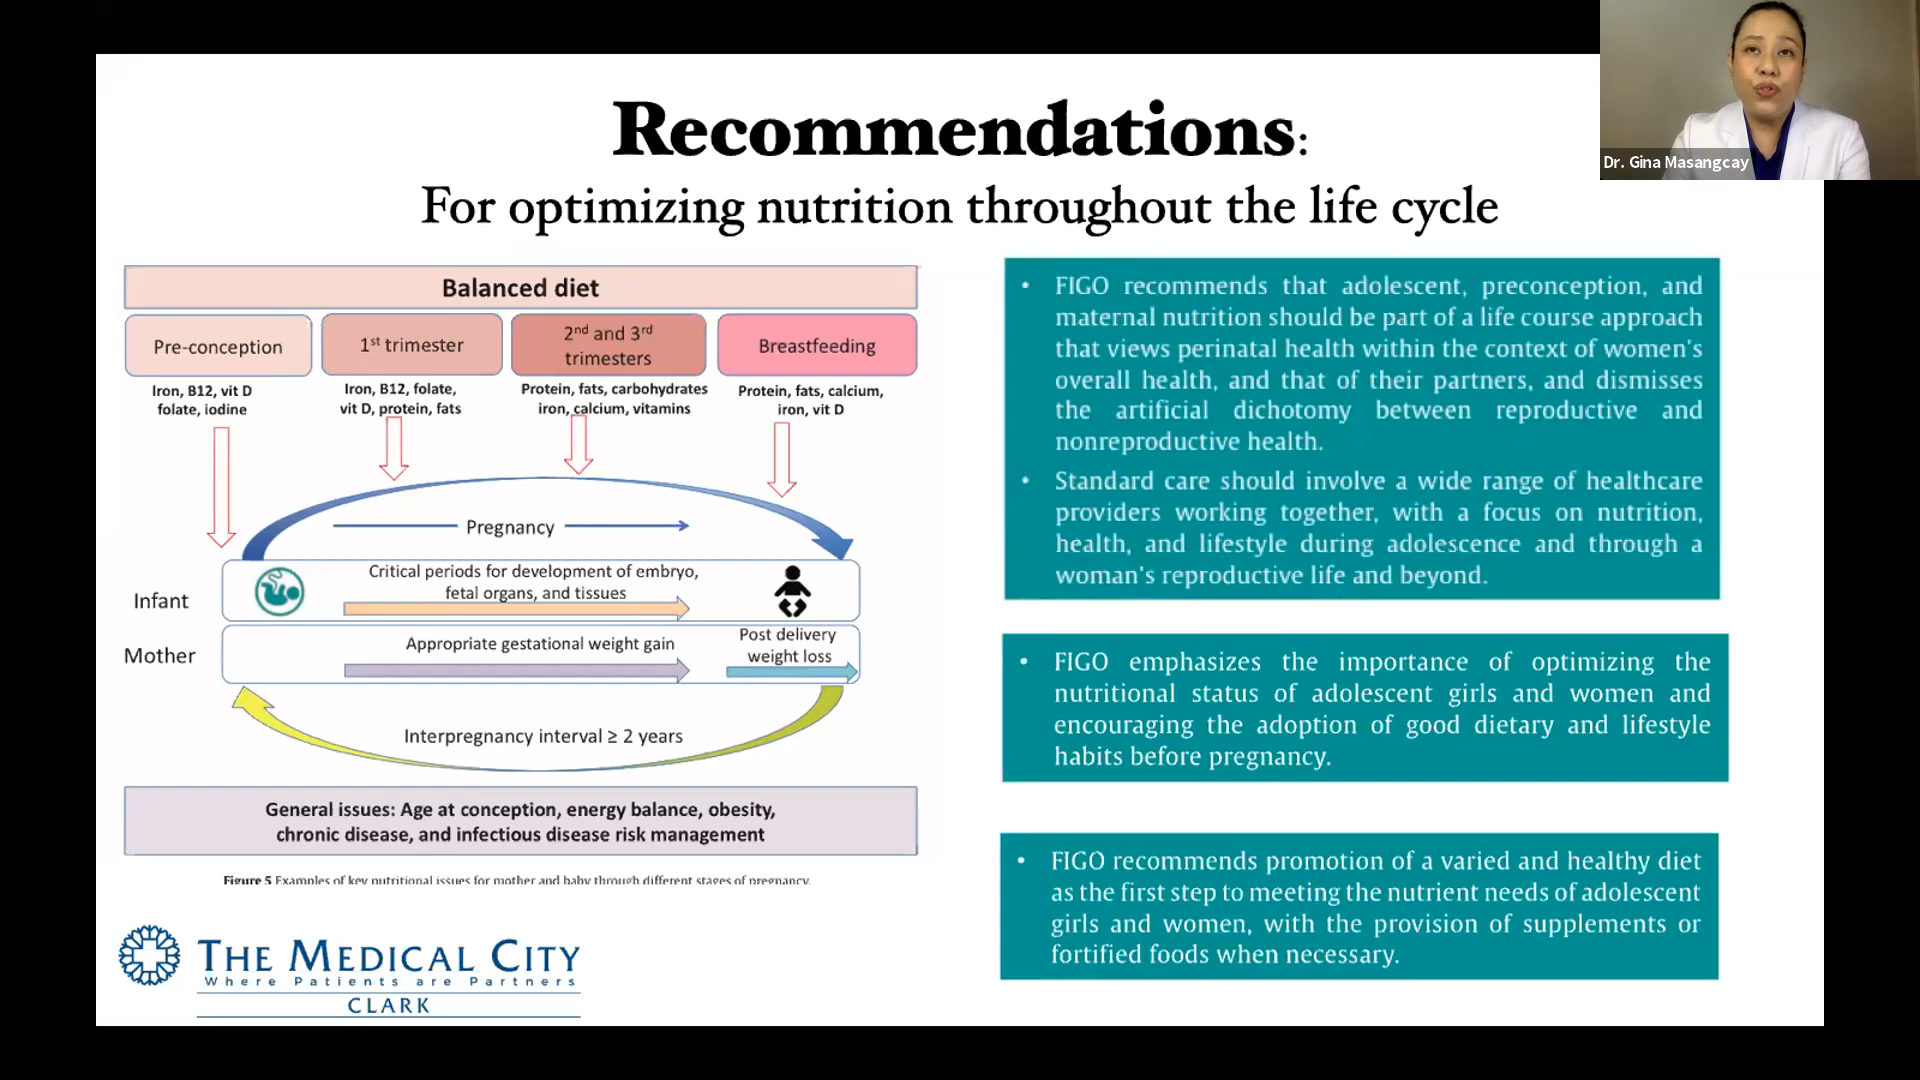 Recommendations:
For optimizing nutrition throughout the life cycle
Dr. Gina Masangcay
Balanced diet
Pre-conception
1st trimester
2nd and 3rd
trimesters
Breastfeeding
Iron, B12, vit D
folate, iodine
Iron, B12, folate,
vit D, protein, fats
Protein, fats, carbohydrates
iron, calcium, vitamins
Protein, fats, calcium,
iron, vit D
Pregnancy
Infant
Critical periods for development of embryo,
fetal organs, and tissues
Mother
Appropriate gestational weight gain
Post delivery
weight loss
Interpregnancy interval ≥ 2 years
General issues: Age at conception, energy balance, obesity,
chronic disease, and infectious disease risk management
Figure 5 Examples of key nutritional issues for mother and baby through different stages of pregnancy.
THE MEDICAL CITY
Where Patients are Partners
CLARK
• FIGO recommends that adolescent, preconception, and
maternal nutrition should be part of a life course approach
that views perinatal health within the context of women's
overall health, and that of their partners, and dismisses
the artificial dichotomy between reproductive and
nonreproductive health.
• Standard care should involve a wide range of healthcare
providers working together, with a focus on nutrition,
health, and lifestyle during adolescence and through a
woman's reproductive life and beyond.
• FIGO emphasizes the importance of optimizing the
nutritional status of adolescent girls and women and
encouraging the adoption of good dietary and lifestyle
habits before pregnancy.
• FIGO recommends promotion of a varied and healthy diet
as the first step to meeting the nutrient needs of adolescent
girls and women, with the provision of supplements or
fortified foods when necessary.